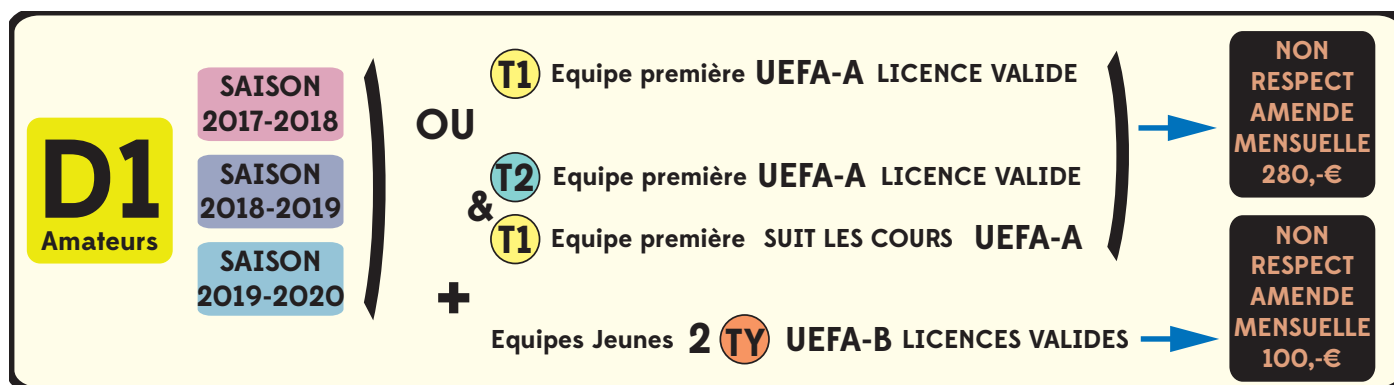 D1
Amateurs
SAISON
2017-2018
SAISON
2018-2019
SAISON
2019-2020
OU
T1 Equipe première UEFA-A LICENCE VALIDE
T2 Equipe première UEFA-A LICENCE VALIDE
&
T1 Equipe première SUIT LES COURS UEFA-A
+
Equipes Jeunes 2 TY UEFA-B LICENCES VALIDES
NON
RESPECT
AMENDE
MENSUELLE
280,-€
NON
RESPECT
AMENDE
MENSUELLE
100,-€